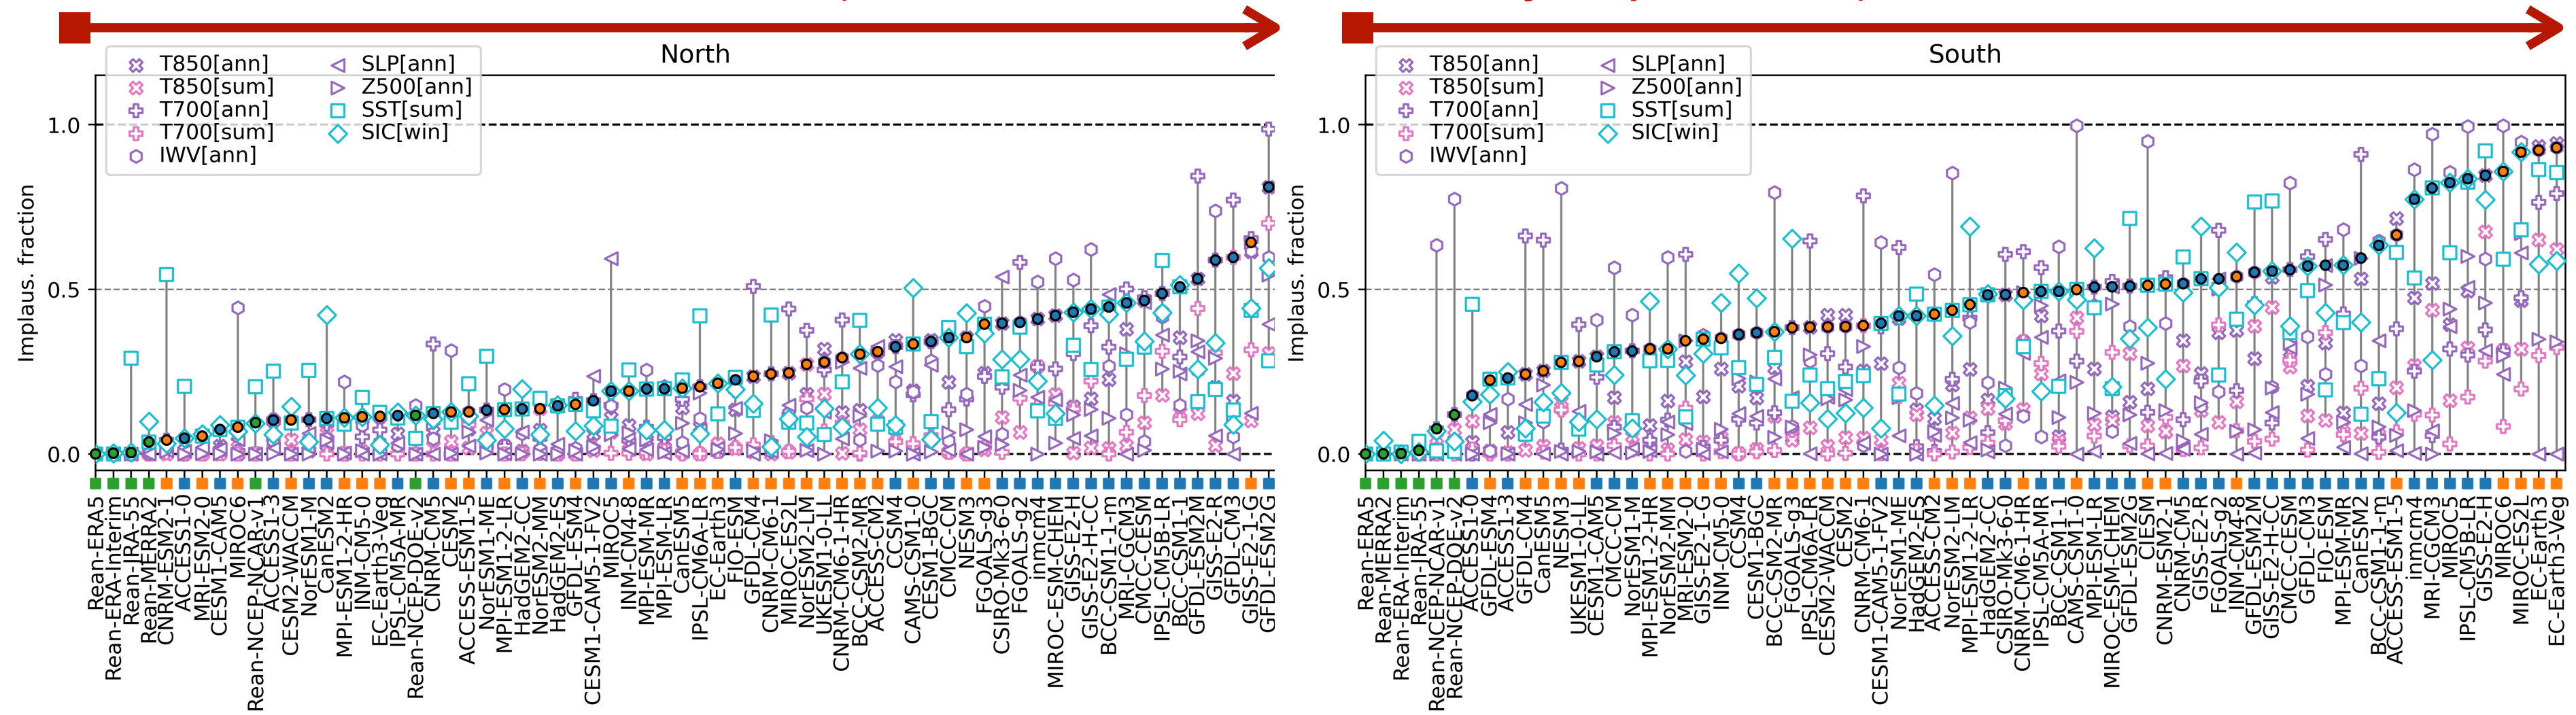 North
T850[ann]
T850[sum]
T700[ann]
T700[sum]
IWV[ann]
SLP[ann]
Z500[ann]
SST[sum]
SIC[win]
Implaus. fraction
1.0
0.5
0.0
Rean-ERA5
Rean-ERA-Interim
Rean-JRA-55
Rean-MERRA2
CNRM-ESM2-1
ACCESS1-0
MRI-ESM2-0
CESM1-CAM5
MIROC6
Rean-NCEP-NCAR-v1
ACCESS1-3
CESM2-WACCM
NorESM1-M
CanESM2
MPI-ESM1-2-HR
INM-CM5-0
EC-Earth3-Veg
IPSL-CM5A-MR
Rean-NCEP-DOE-v2
CNRM-CM5
CESM2
ACCESS-ESM1-5
NorESM1-ME
MPI-ESM1-2-LR
HadGEM2-CC
NorESM2-MM
HadGEM2-ES
GFDL-ESM4
CESM1-CAM5-1-FV2
MIROC5
INM-CM4-8
MPI-ESM-MR
MPI-ESM-LR
CanESM5
IPSL-CM6A-LR
EC-Earth3
FIO-ESM
GFDL-CM4
CNRM-CM6-1
MIROC-ES2L
NorESM2-LM
UKESM1-0-LL
CNRM-CM6-1-HR
BCC-CSM2-MR
ACCESS-CM2
CCSM4
CAMS-CSM1-0
CESM1-BGC
CMCC-CM
NESM3
FGOALS-g3
CSIRO-Mk3-6-0
FGOALS-g2
inmcm4
MIROC-ESM-CHEM
GISS-E2-H
GISS-E2-H-CC
BCC-CSM1-1-m
MRI-CGCM3
CMCC-CESM
IPSL-CM5B-LR
BCC-CSM1-1
GFDL-ESM2M
GISS-E2-R
GFDL-CM3
GISS-E2-1-G
GFDL-ESM2G
South
T850[ann]
T850[sum]
T700[ann]
T700[sum]
IWV[ann]
SLP[ann]
Z500[ann]
SST[sum]
SIC[win]
Implaus. fraction
1.0
0.5
0.0
Rean-ERA5
Rean-MERRA2
Rean-ERA-Interim
Rean-JRA-55
Rean-NCEP-NCAR-v1
Rean-NCEP-DOE-v2
ACCESS1-0
GFDL-ESM4
ACCESS1-3
GFDL-CM4
CanESM5
NESM3
UKESM1-0-LL
CESM1-CAM5
CMCC-CM
NorESM1-M
MPI-ESM1-2-HR
NorESM2-MM
MRI-ESM2-0
GISS-E2-1-G
INM-CM5-0
CCSM4
CESM1-BGC
BCC-CSM2-MR
FGOALS-g3
IPSL-CM6A-LR
CESM2-WACCM
CESM2
CNRM-CM6-1
CESM1-CAM5-1-FV2
NorESM1-ME
HadGEM2-ES
ACCESS-CM2
NorESM2-LM
MPI-ESM1-2-LR
HadGEM2-CC
CSIRO-Mk3-6-0
CNRM-CM6-1-HR
IPSL-CM5A-MR
BCC-CSM1-1
CAMS-CSM1-0
MPI-ESM-LR
MIROC-ESM-CHEM
GFDL-ESM2G
CIESM
CNRM-ESM2-1
CNRM-CM5
GISS-E2-R
FGOALS-g2
INM-CM4-8
GFDL-ESM2M
GISS-E2-H-CC
CMCC-CESM
GFDL-CM3
FIO-ESM
MPI-ESM-MR
CanESM2
BCC-CSM1-1-m
ACCESS-ESM1-5
inmcm4
MRI-CGCM3
MIROC5
IPSL-CM5B-LR
GISS-E2-H
MIROC6
MIROC-ES2L
EC-Earth3
EC-Earth3-Veg